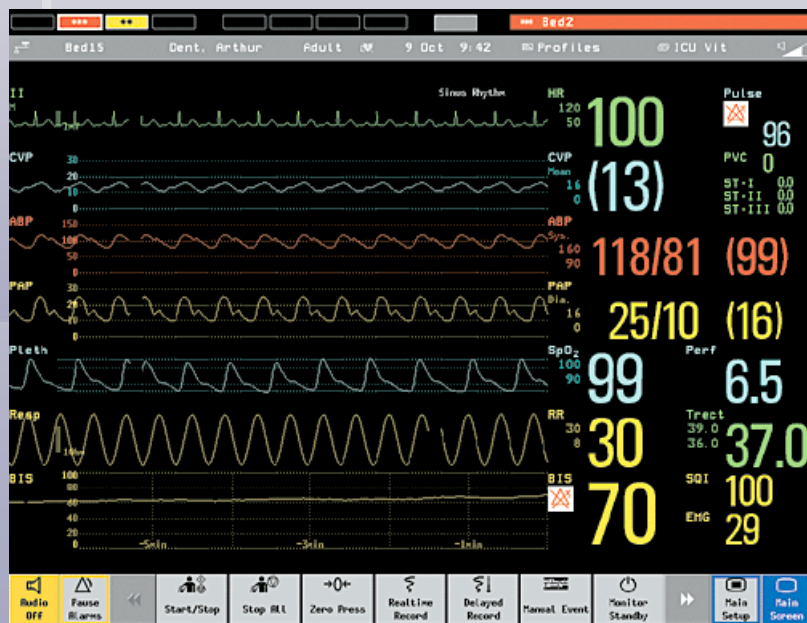 *** ** *** Bed2
Bed15 Dent, Arthur Adult 9 Oct 9:42 Profiles ICU Vit
II Sinus Rhythm HR Pulse
M 120 100
50 96
1mV
CVP 30 CVP PVC 0
20 Mean (13) ST-I 0.0
10 16 ST-II 0.0
0 0 ST-III 0.0
ABP 150 ABP
100 Sys. 118/81 (99)
50 160
0 90
PAP 30 PAP
20 Dia. 25/10 (16)
10 16
0 0
Pleth SpO₂ 99 Perf 6.5
100
90
Resp RR 30 Trect 37.0
30 39.0
8 36.0
BIS 100 BIS 70 SQI 100
80
60
40 EMG 29
20
0 -5min -3min -1min
Audio Off
Pause Alarms
Start/Stop
Stop All
→0← Zero Press
Realtime Record
Delayed Record
Manual Event
Monitor Standby
Main Setup
Main Screen